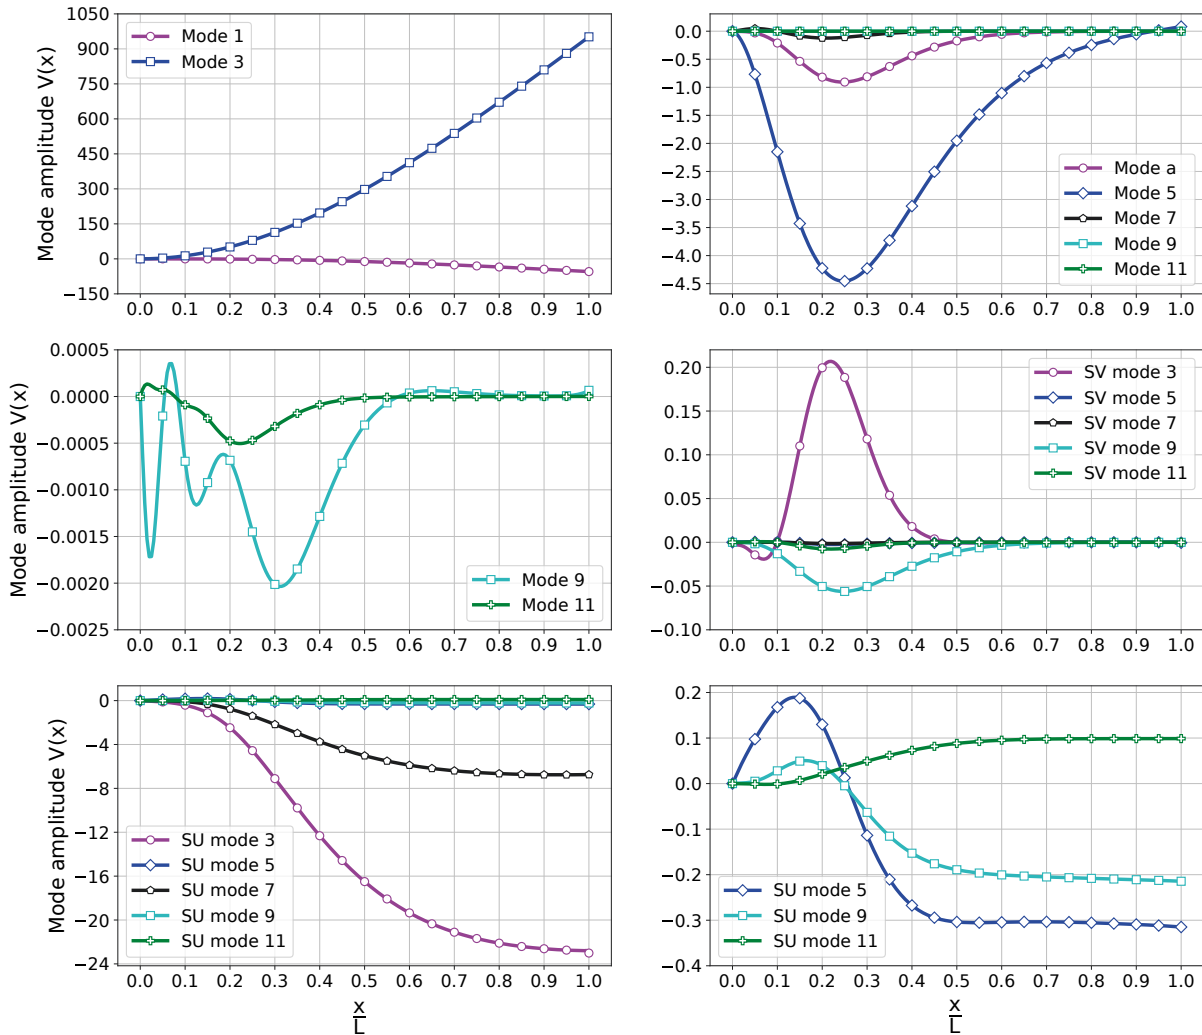 1050
900
750
600
450
300
150
0
−150
Mode amplitude V(x)
Mode 1
Mode 3
0.0 0.1 0.2 0.3 0.4 0.5 0.6 0.7 0.8 0.9 1.0
0.0
−0.5
−1.0
−1.5
−2.0
−2.5
−3.0
−3.5
−4.0
−4.5
Mode a
Mode 5
Mode 7
Mode 9
Mode 11
0.0 0.1 0.2 0.3 0.4 0.5 0.6 0.7 0.8 0.9 1.0
0.0005
0.0000
−0.0005
−0.0010
−0.0015
−0.0020
−0.0025
Mode amplitude V(x)
Mode 9
Mode 11
0.0 0.1 0.2 0.3 0.4 0.5 0.6 0.7 0.8 0.9 1.0
0.20
0.15
0.10
0.05
0.00
−0.05
−0.10
SV mode 3
SV mode 5
SV mode 7
SV mode 9
SV mode 11
0.0 0.1 0.2 0.3 0.4 0.5 0.6 0.7 0.8 0.9 1.0
0
−4
−8
−12
−16
−20
−24
Mode amplitude V(x)
SU mode 3
SU mode 5
SU mode 7
SU mode 9
SU mode 11
0.0 0.1 0.2 0.3 0.4 0.5 0.6 0.7 0.8 0.9 1.0
x
L
0.2
0.1
0.0
−0.1
−0.2
−0.3
−0.4
SU mode 5
SU mode 9
SU mode 11
0.0 0.1 0.2 0.3 0.4 0.5 0.6 0.7 0.8 0.9 1.0
x
L